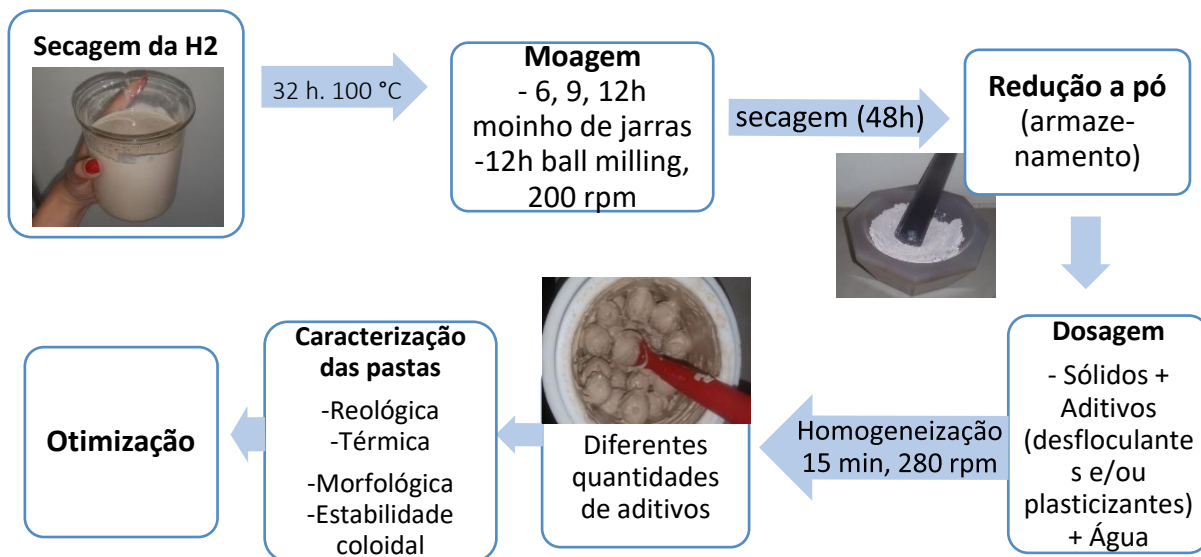 Secagem da H2
32 h. 100 °C
Moagem
- 6, 9, 12h
moinho de jarras
-12h ball milling,
200 rpm
secagem (48h)
Redução a pó
(armaze-
namento)
Dosagem
- Sólidos +
Aditivos
(desfloculante
s e/ou
plasticizantes)
+ Água
Homogeneização
15 min, 280 rpm
Diferentes
quantidades
de aditivos
Caracterização
das pastas
-Reológica
-Térmica
-Morfológica
-Estabilidade
coloidal
Otimização